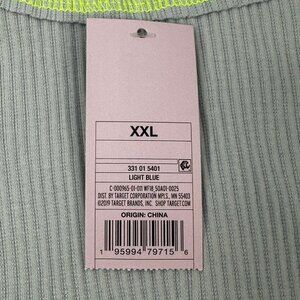 XXL
331 01 5401
LIGHT BLUE
C-000965-01-011 WF18_50A01-0025
DIST. BY TARGET CORPORATION MPLS., MN 55403
©2019 TARGET BRANDS, INC. SHOP TARGET.COM
ORIGIN: CHINA
1 95994 79715 6